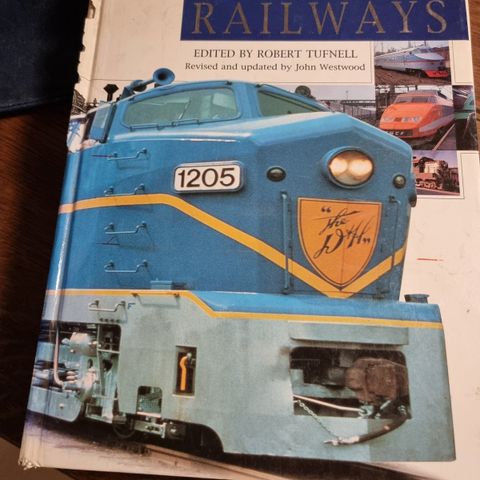 RAILWAYS
EDITED BY ROBERT TUFNELL
Revised and updated by John Westwood
1205
"The
D&H"